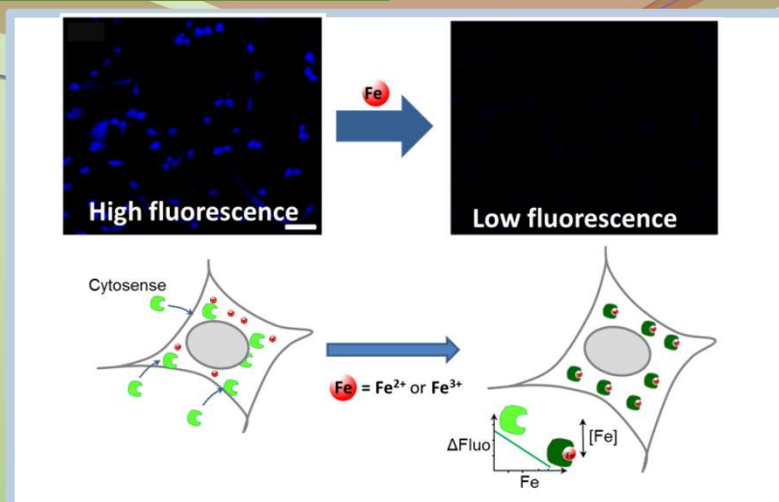 Fe
High fluorescence
Low fluorescence
Cytosense
Fe = Fe²⁺ or Fe³⁺
ΔFluo
[Fe]
Fe